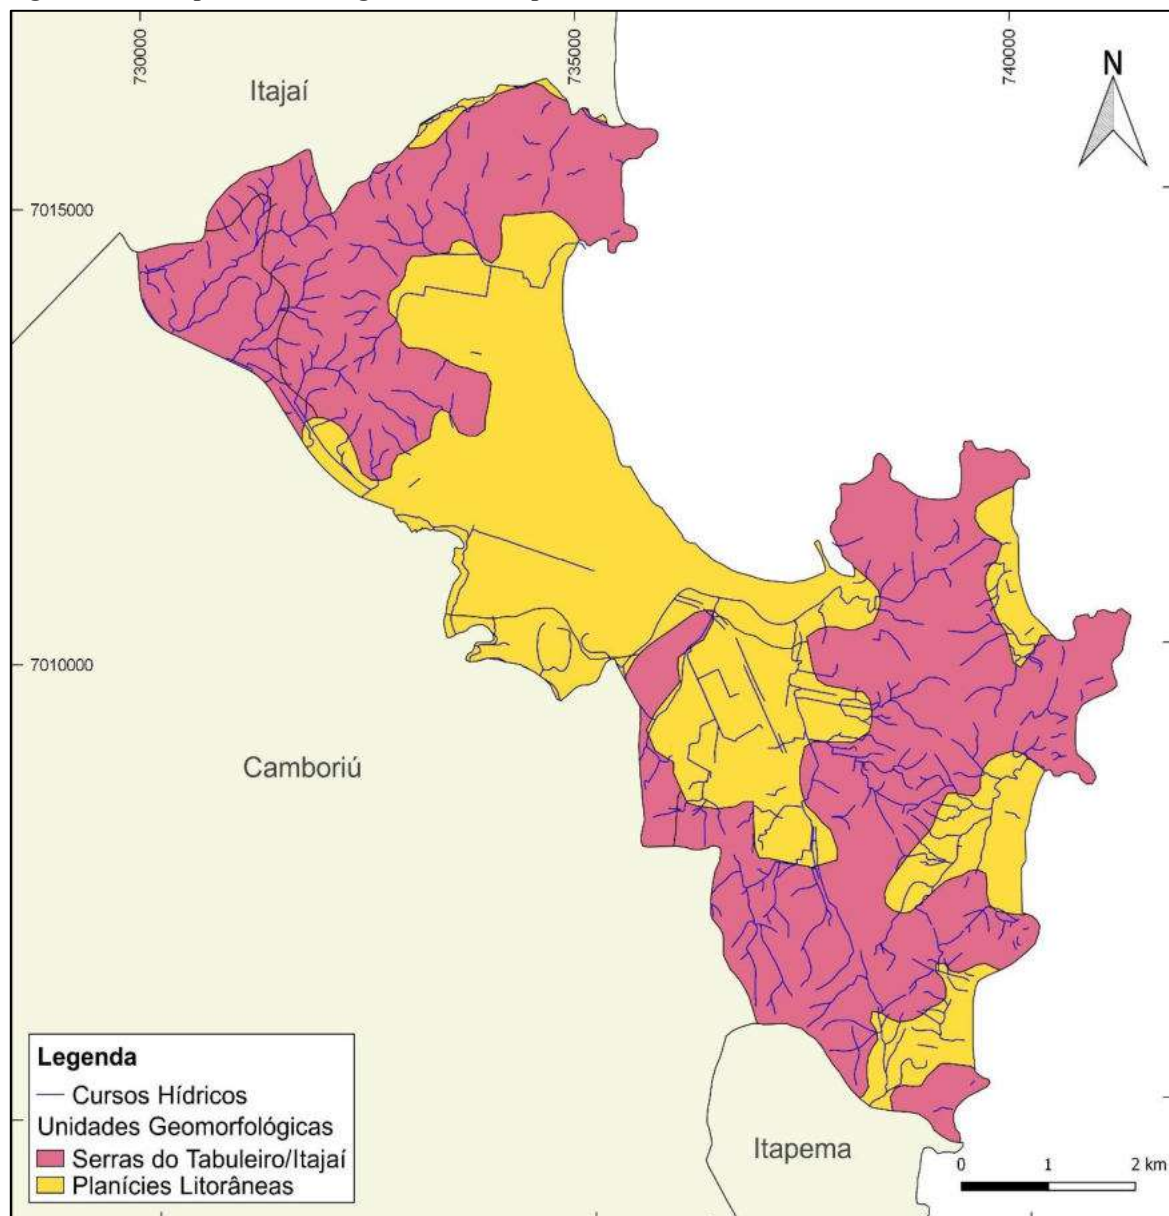 730000
735000
740000
Itajaí
N
7015000
7010000
Camboriú
Itapema
Legenda
Cursos Hídricos
Unidades Geomorfológicas
Serras do Tabuleiro/Itajaí
Planícies Litorâneas
0 1 2 km